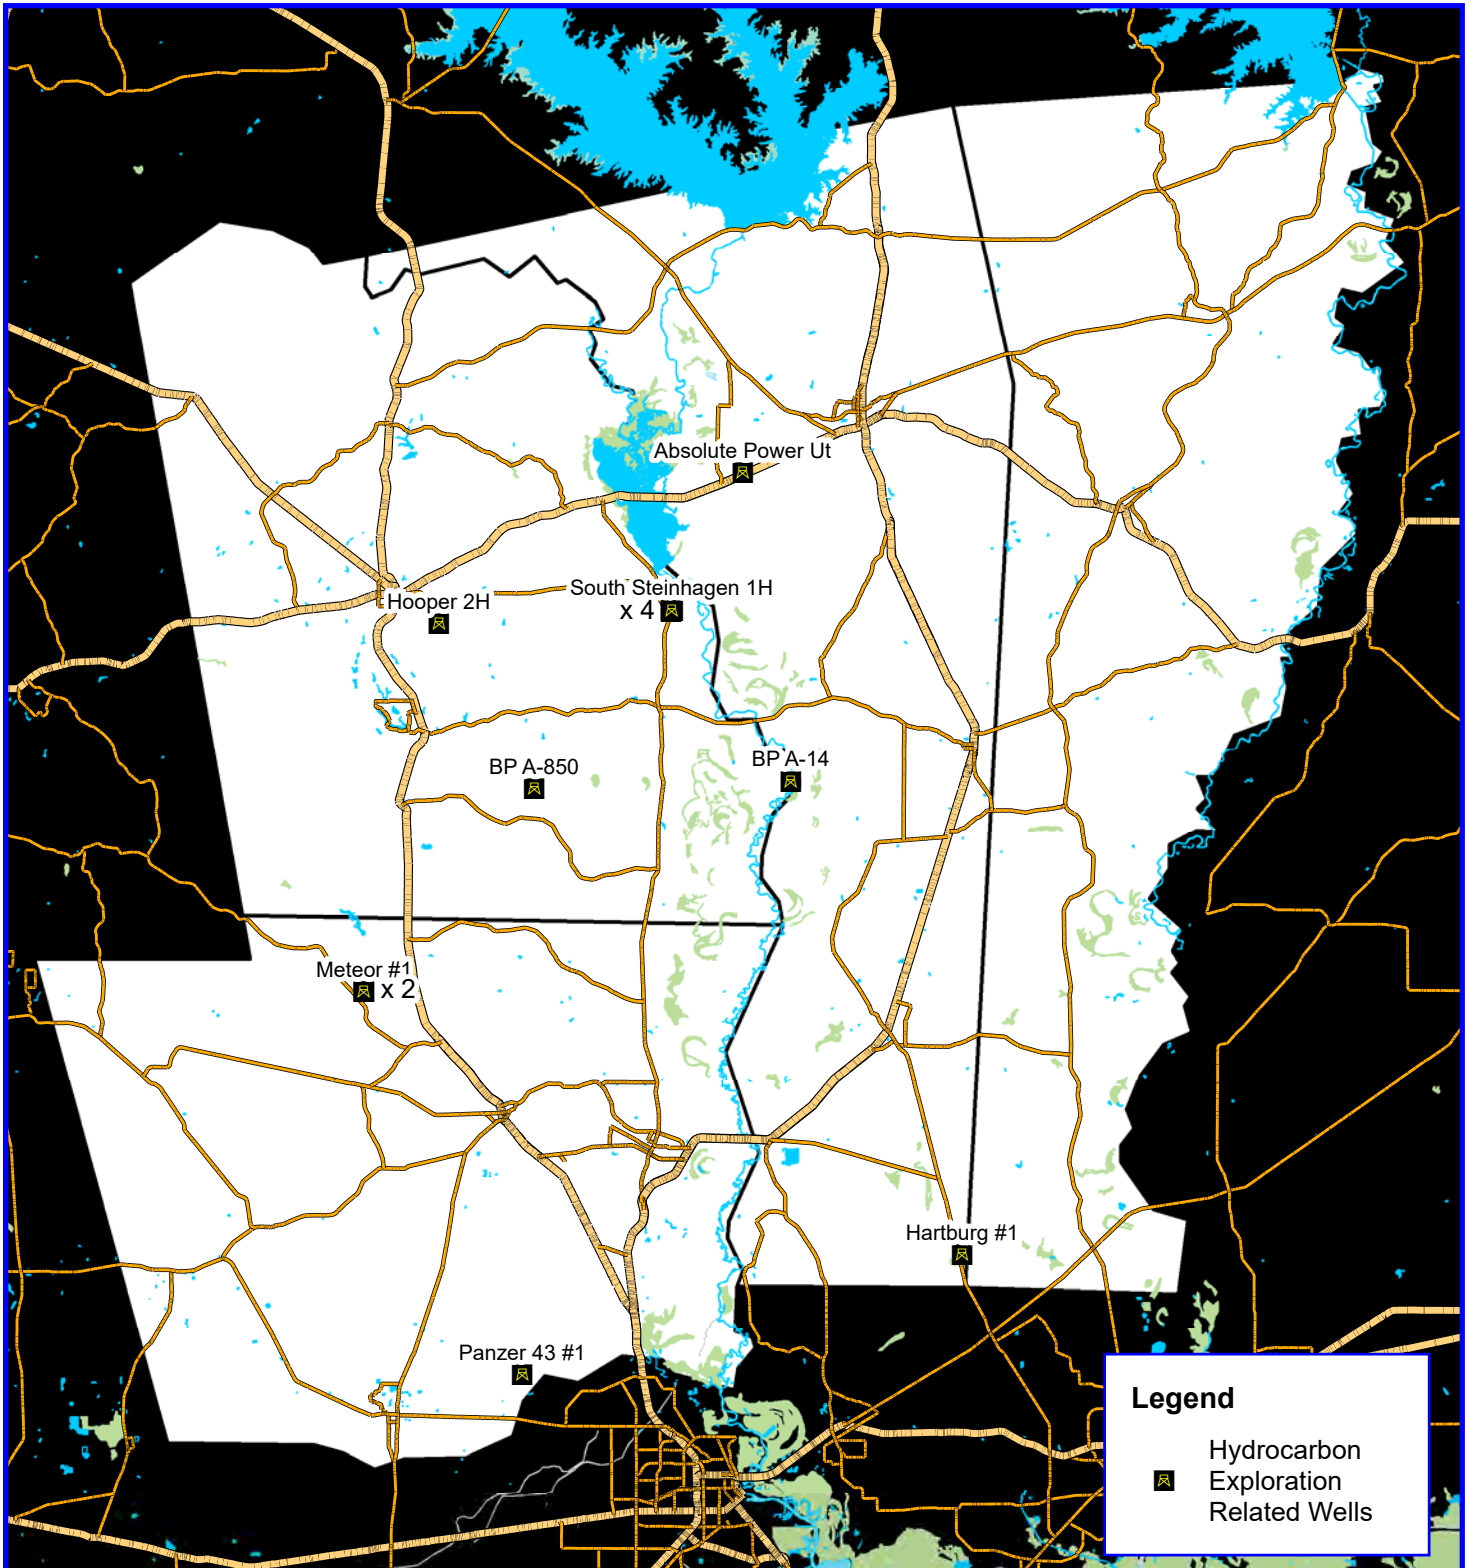 Absolute Power Ut
South Steinhagen 1H
x 4
Hooper 2H
BP A-850
BP A-14
Meteor #1
x 2
Hartburg #1
Panzer 43 #1
Legend
Hydrocarbon
Exploration
Related Wells